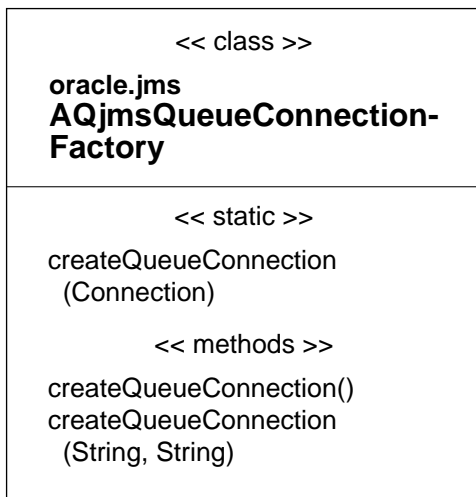 << class >>
oracle.jms
AQjmsQueueConnection-
Factory
<< static >>
createQueueConnection
(Connection)
<< methods >>
createQueueConnection()
createQueueConnection
(String, String)